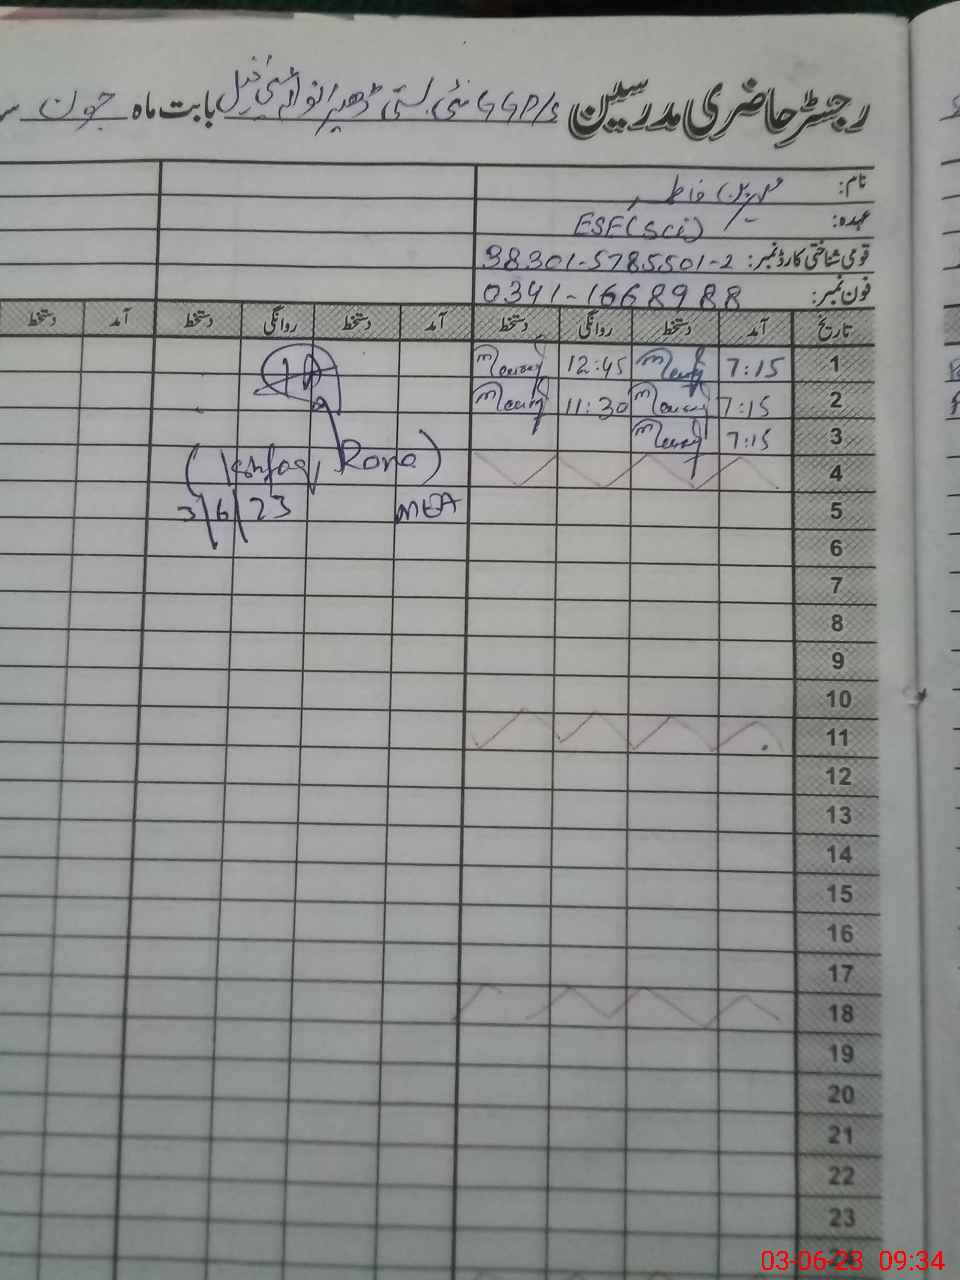 رجسٹر حاضری مدرسین GGP/S نئی بستی بابت ماہ جون
نام: مہرین فاطمہ
عہدہ: ESE(Sci)
قومی شناختی کارڈ نمبر: 38301-5785501-2
فون نمبر: 0341-1668988
تاریخ آمد دستخط روانگی دستخط آمد دستخط روانگی دستخط آمد دستخط
1 7:15 12:45
2 7:15 11:30
3 7:15
4
(Ishfaq Rana)
5
MEA
3/6/23
6
7
8
9
10
11
12
13
14
15
16
17
18
19
20
21
22
23
03-06-23 09:34